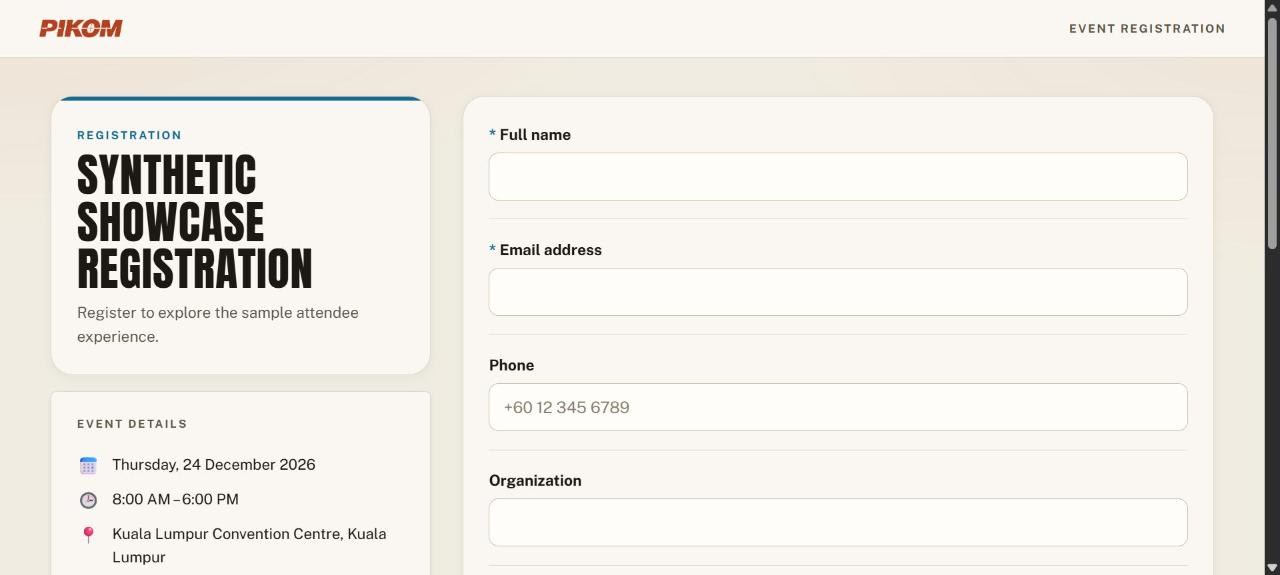 PIKOM
EVENT REGISTRATION
REGISTRATION
SYNTHETIC
SHOWCASE
REGISTRATION
Register to explore the sample attendee
experience.
EVENT DETAILS
Thursday, 24 December 2026
8:00 AM – 6:00 PM
Kuala Lumpur Convention Centre, Kuala
Lumpur
* Full name
* Email address
Phone
+60 12 345 6789
Organization